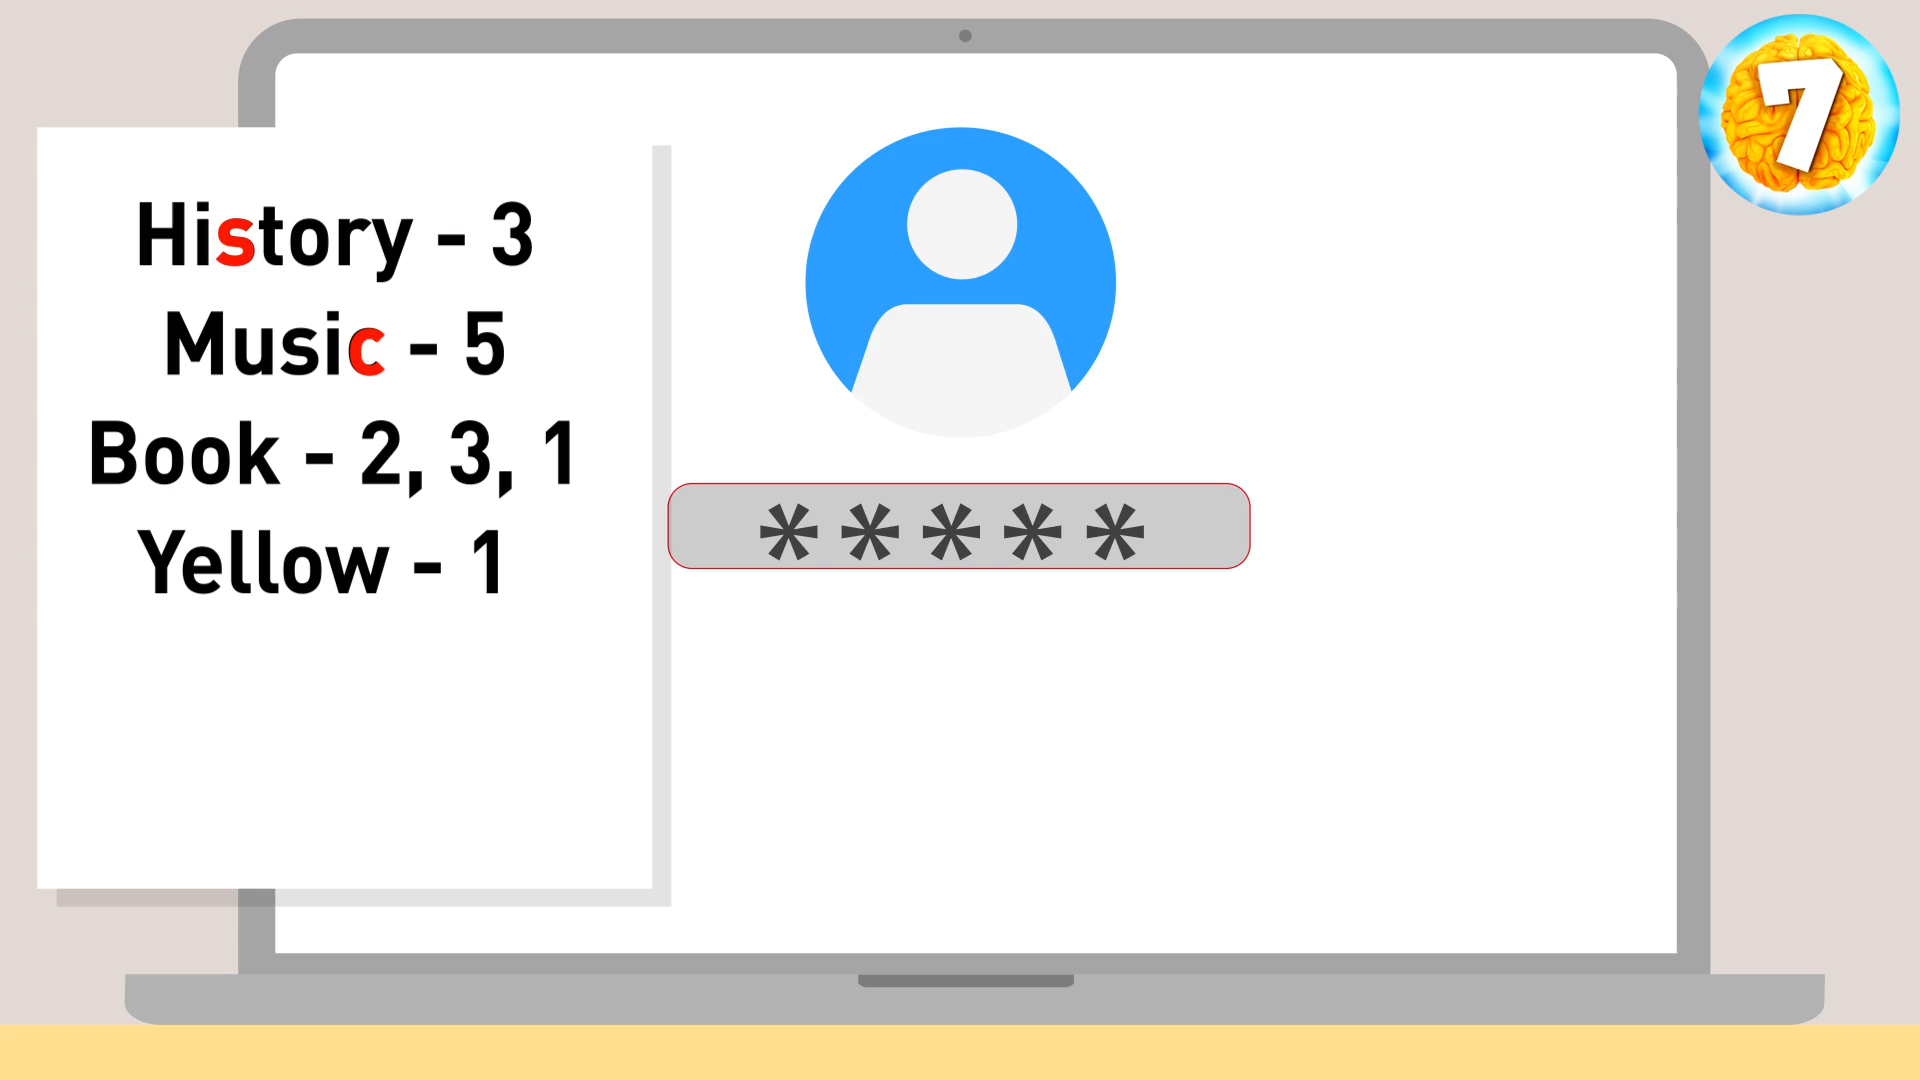 7
History - 3
Music - 5
Book - 2, 3, 1
Yellow - 1
* * * * *